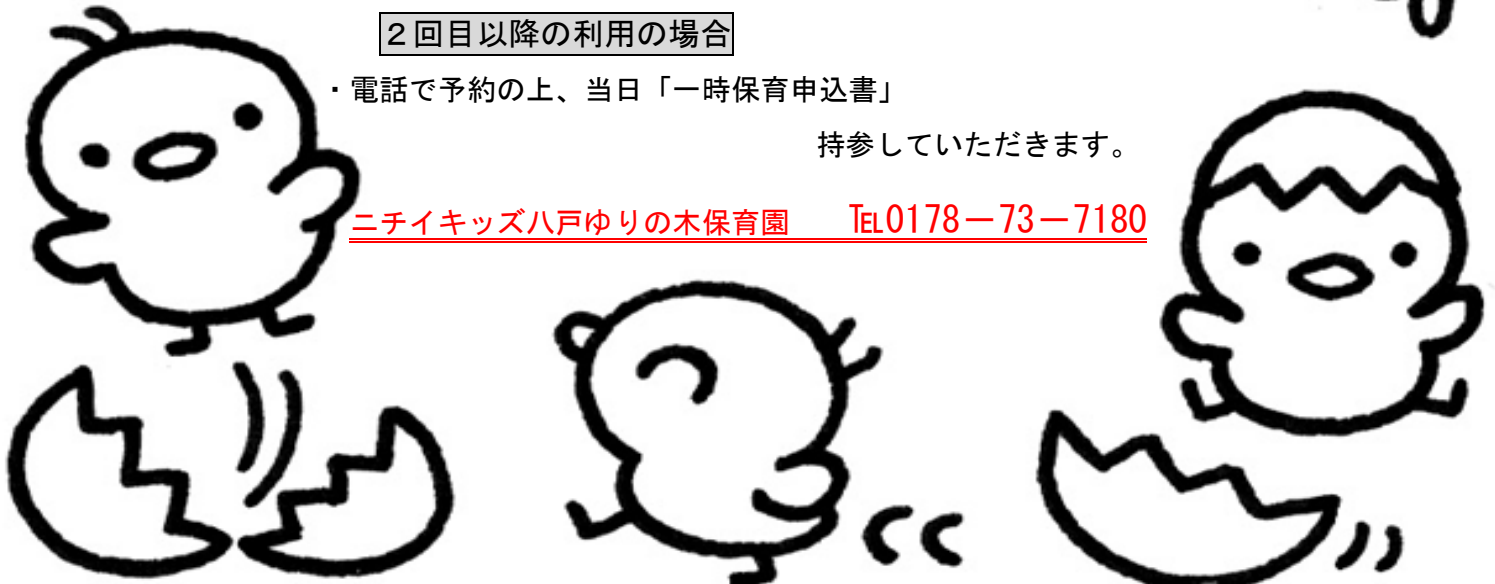 ２回目以降の利用の場合
・電話で予約の上、当日「一時保育申込書」
持参していただきます。
ニチイキッズ八戸ゆりの木保育園　　℡0178－73－7180